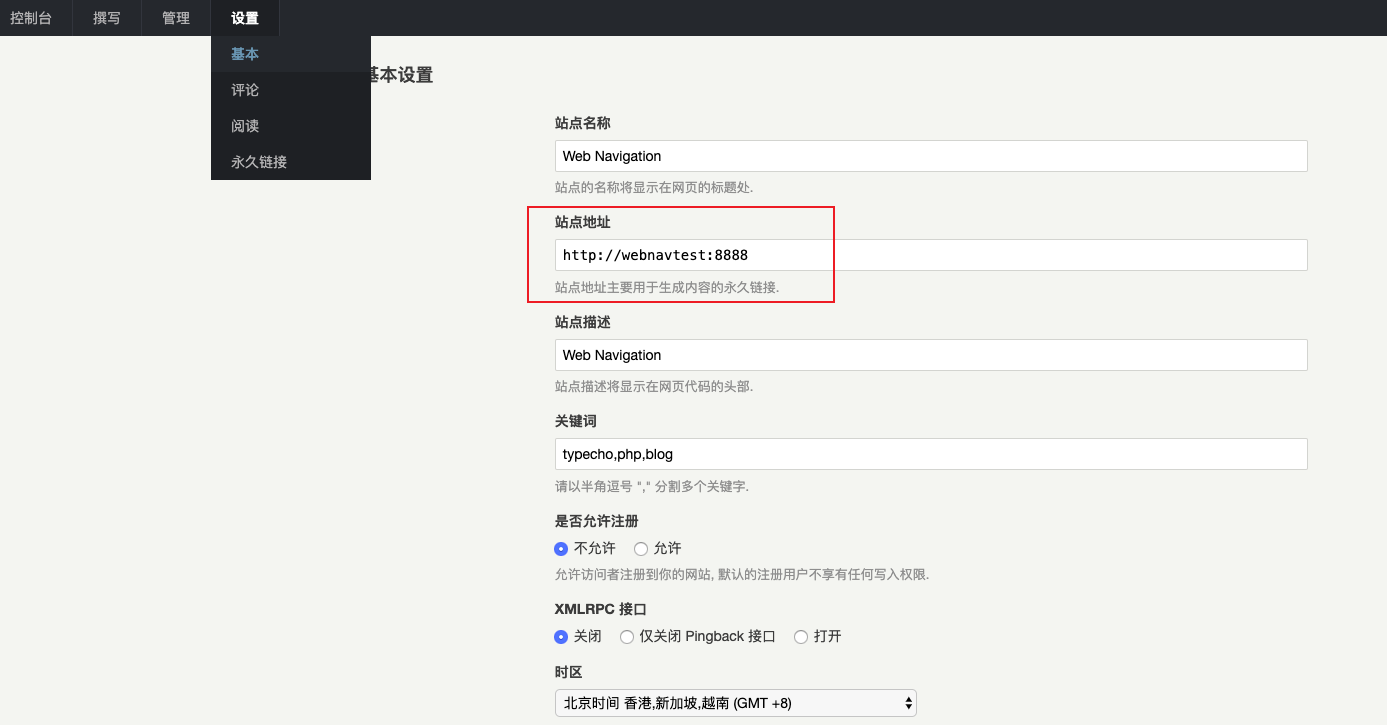 控制台 撰写 管理 设置
基本
评论
阅读
永久链接
基本设置
站点名称
Web Navigation
站点的名称将显示在网页的标题处.
站点地址
http://webnavtest:8888
站点地址主要用于生成内容的永久链接.
站点描述
Web Navigation
站点描述将显示在网页代码的头部.
关键词
typecho,php,blog
请以半角逗号 "," 分割多个关键字.
是否允许注册
不允许 允许
允许访问者注册到你的网站, 默认的注册用户不享有任何写入权限.
XMLRPC 接口
关闭 仅关闭 Pingback 接口 打开
时区
北京时间 香港,新加坡,越南 (GMT +8)